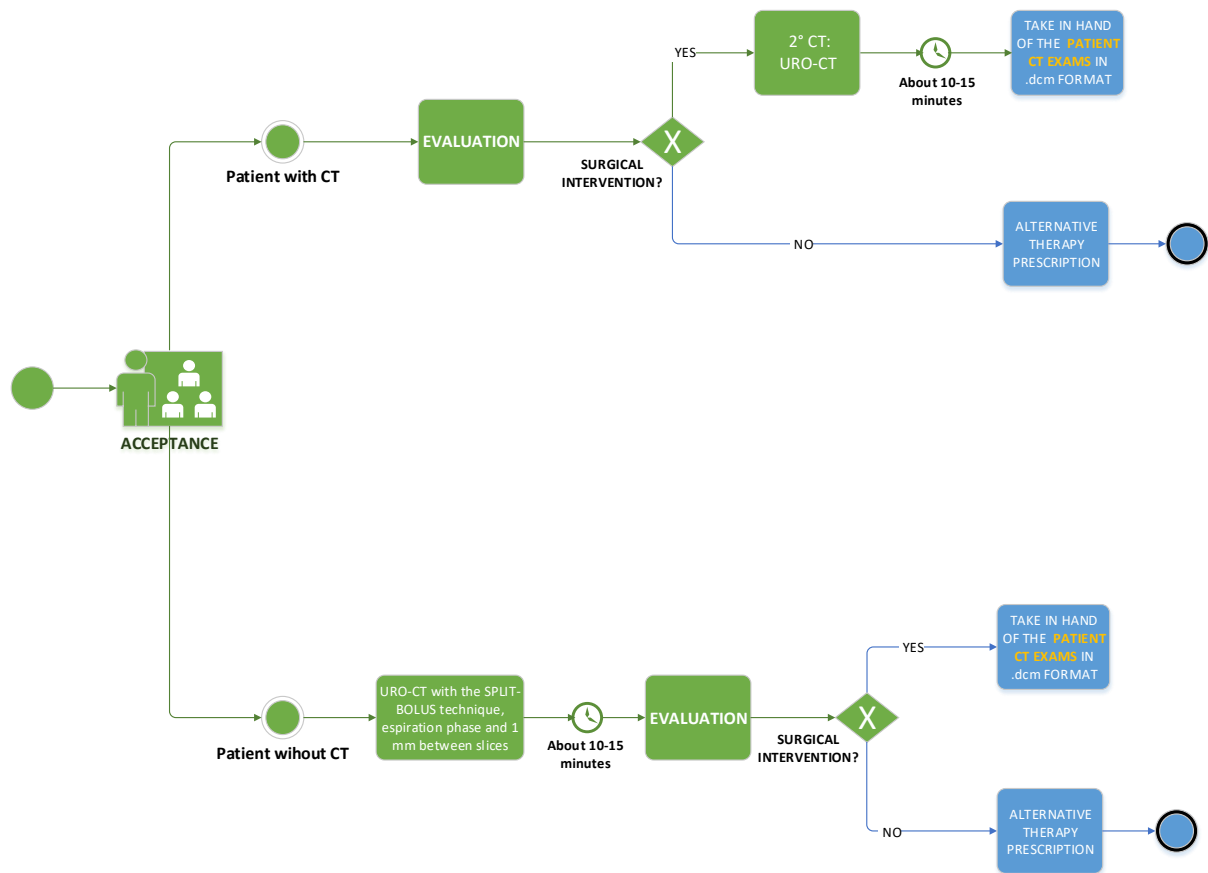 YES
2° CT:
URO-CT
About 10-15
minutes
TAKE IN HAND
OF THE PATIENT
CT EXAMS IN
.dcm FORMAT
Patient with CT
EVALUATION
X
SURGICAL
INTERVENTION?
NO
ALTERNATIVE
THERAPY
PRESCRIPTION
ACCEPTANCE
Patient wihout CT
URO-CT with the SPLIT-
BOLUS technique,
espiration phase and 1
mm between slices
About 10-15
minutes
EVALUATION
X
SURGICAL
INTERVENTION?
YES
TAKE IN HAND
OF THE PATIENT
CT EXAMS IN
.dcm FORMAT
NO
ALTERNATIVE
THERAPY
PRESCRIPTION